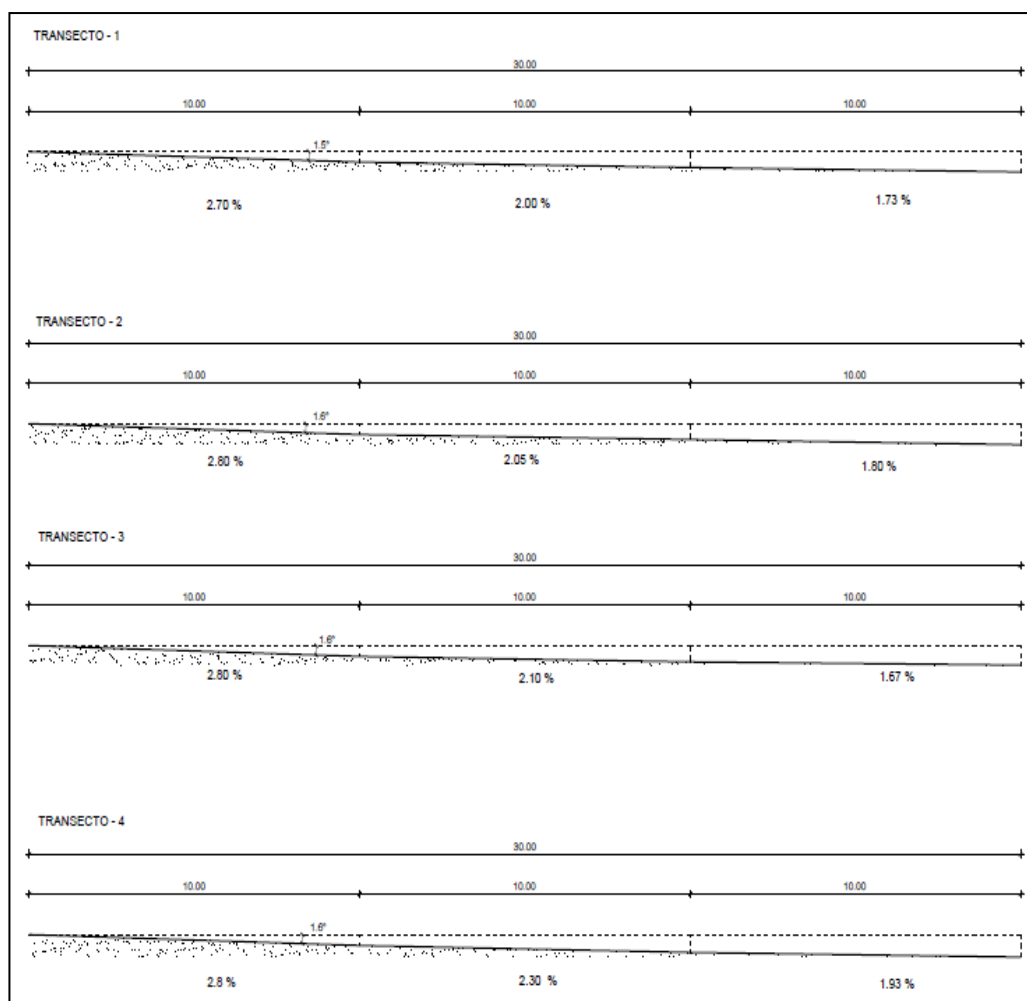 TRANSECTO - 1
30.00
10.00 10.00 10.00
1.5°
2.70 % 2.00 % 1.73 %
TRANSECTO - 2
30.00
10.00 10.00 10.00
1.6°
2.80 % 2.05 % 1.80 %
TRANSECTO - 3
30.00
10.00 10.00 10.00
1.6°
2.80 % 2.10 % 1.67 %
TRANSECTO - 4
30.00
10.00 10.00 10.00
1.6°
2.8 % 2.30 % 1.93 %